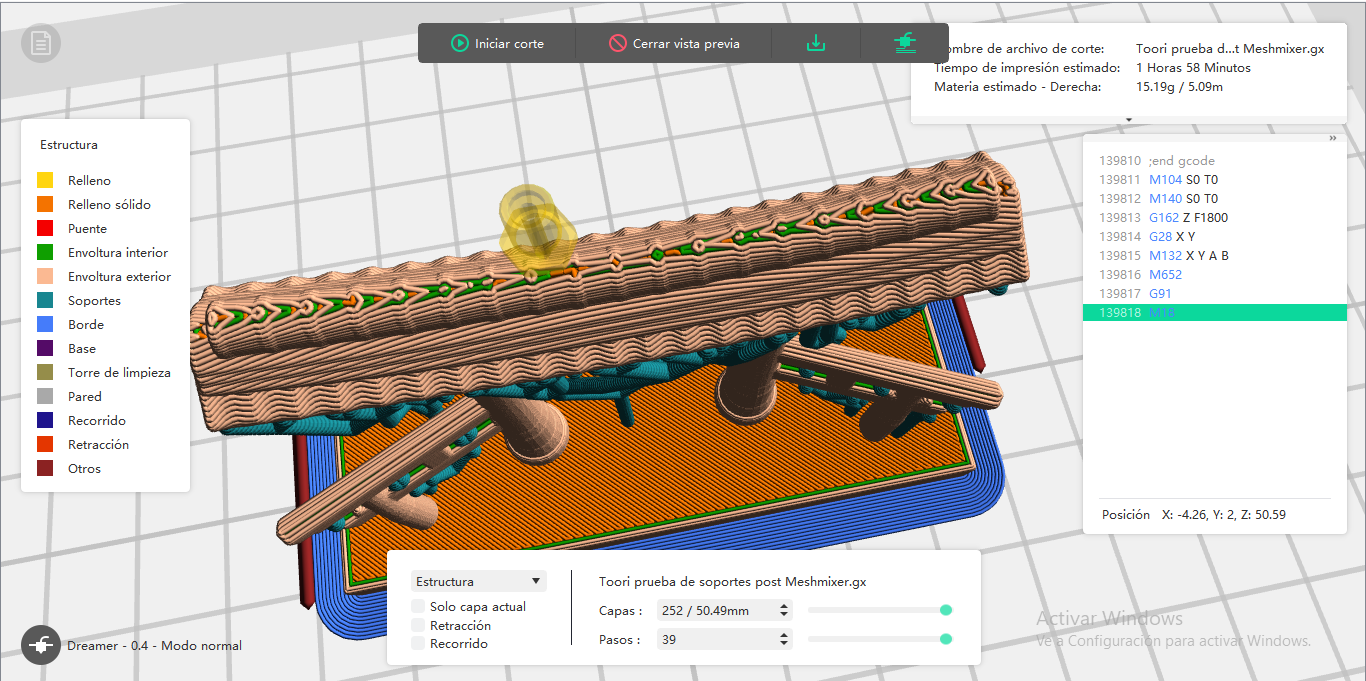 Iniciar corte
Cerrar vista previa
ombre de archivo de corte: Toori prueba d...t Meshmixer.gx
Tiempo de impresión estimado: 1 Horas 58 Minutos
Materia estimado - Derecha: 15.19g / 5.09m
Estructura
Relleno
Relleno sólido
Puente
Envoltura interior
Envoltura exterior
Soportes
Borde
Base
Torre de limpieza
Pared
Recorrido
Retracción
Otros
139810 ;end gcode
139811 M104 S0 T0
139812 M140 S0 T0
139813 G162 Z F1800
139814 G28 X Y
139815 M132 X Y A B
139816 M652
139817 G91
139818 M18
Posición X: -4.26, Y: 2, Z: 50.59
Estructura
Solo capa actual
Retracción
Recorrido
Toori prueba de soportes post Meshmixer.gx
Capas : 252 / 50.49mm
Pasos : 39
Dreamer - 0.4 - Modo normal
Activar Windows
Ve a Configuración para activar Windows.